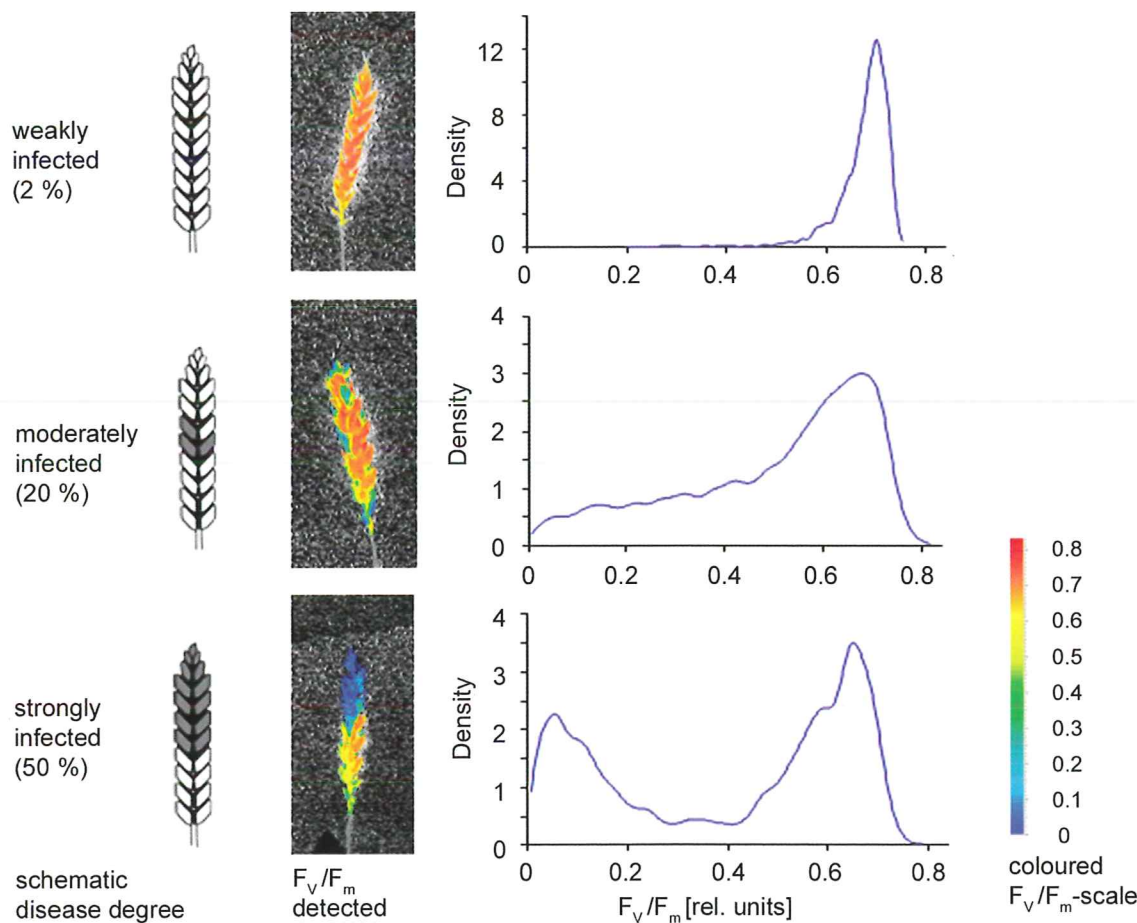 weakly
infected
(2 %)
Density
12
8
4
0
0
0.2
0.4
0.6
0.8
moderately
infected
(20 %)
Density
4
3
2
1
0
0
0.2
0.4
0.6
0.8
strongly
infected
(50 %)
Density
4
3
2
1
0
0
0.2
0.4
0.6
0.8
0.8
0.7
0.6
0.5
0.4
0.3
0.2
0.1
0
schematic
disease degree
Fv/Fm
detected
Fv/Fm [rel. units]
coloured
Fv/Fm-scale